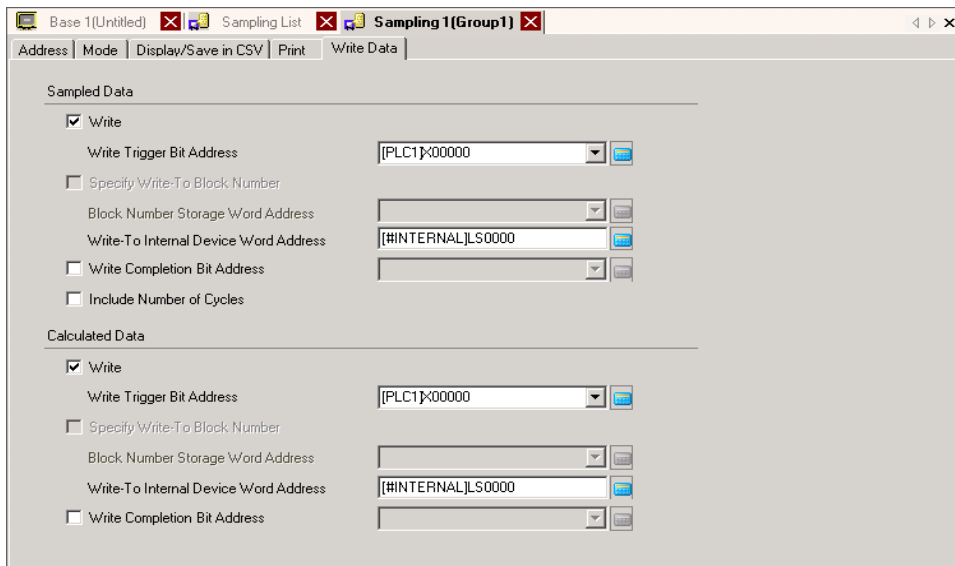 Base 1(Untitled) Sampling List Sampling 1(Group1)
Address Mode Display/Save in CSV Print Write Data
Sampled Data
Write
Write Trigger Bit Address [PLC1]X00000
Specify Write-To Block Number
Block Number Storage Word Address
Write-To Internal Device Word Address [#INTERNAL]LS0000
Write Completion Bit Address
Include Number of Cycles
Calculated Data
Write
Write Trigger Bit Address [PLC1]X00000
Specify Write-To Block Number
Block Number Storage Word Address
Write-To Internal Device Word Address [#INTERNAL]LS0000
Write Completion Bit Address